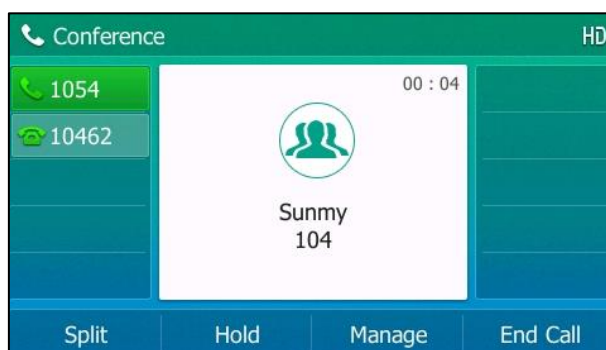 Conference
HD
1054
10462
00 : 04
Sunmy
104
Split
Hold
Manage
End Call